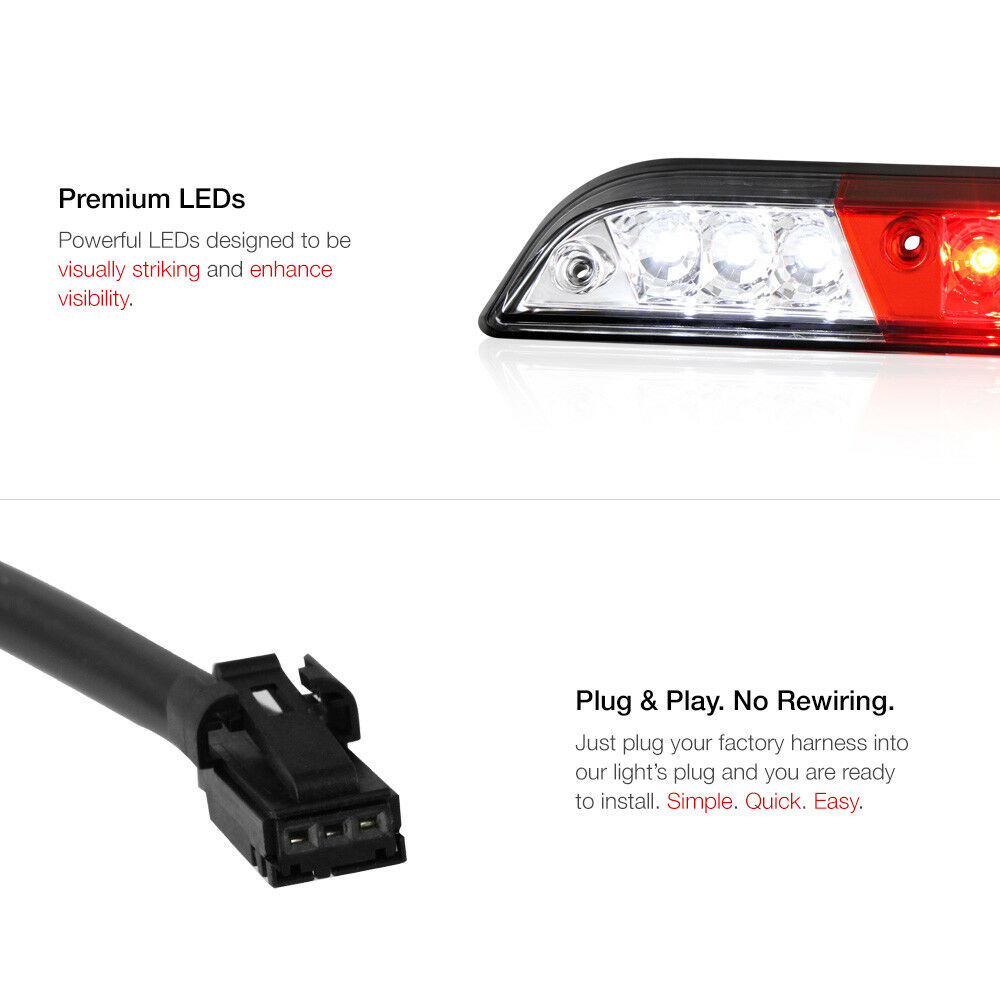 Premium LEDs
Powerful LEDs designed to be
visually striking and enhance
visibility.
Plug & Play. No Rewiring.
Just plug your factory harness into
our light's plug and you are ready
to install. Simple. Quick. Easy.